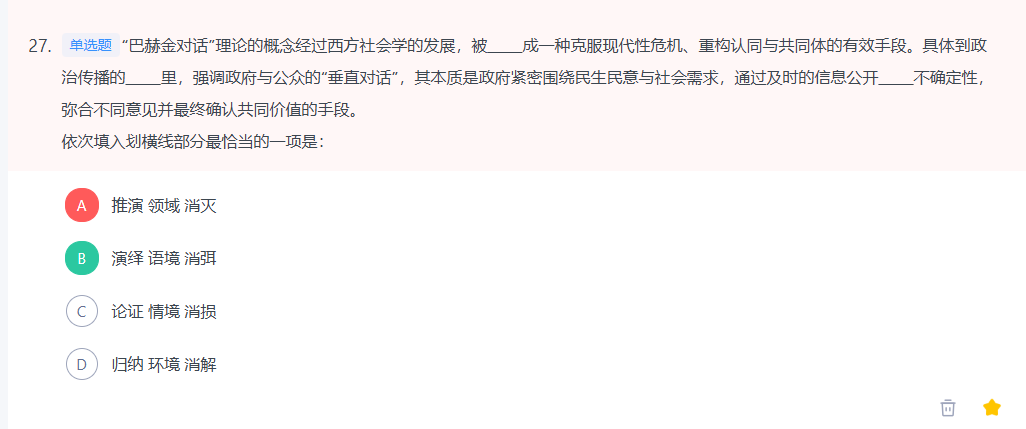 27. 单选题 “巴赫金对话”理论的概念经过西方社会学的发展，被____成一种克服现代性危机、重构认同与共同体的有效手段。具体到政
治传播的____里，强调政府与公众的“垂直对话”，其本质是政府紧密围绕民生民意与社会需求，通过及时的信息公开____不确定性，
弥合不同意见并最终确认共同价值的手段。
依次填入划横线部分最恰当的一项是：
A 推演 领域 消灭
B 演绎 语境 消弭
C 论证 情境 消损
D 归纳 环境 消解